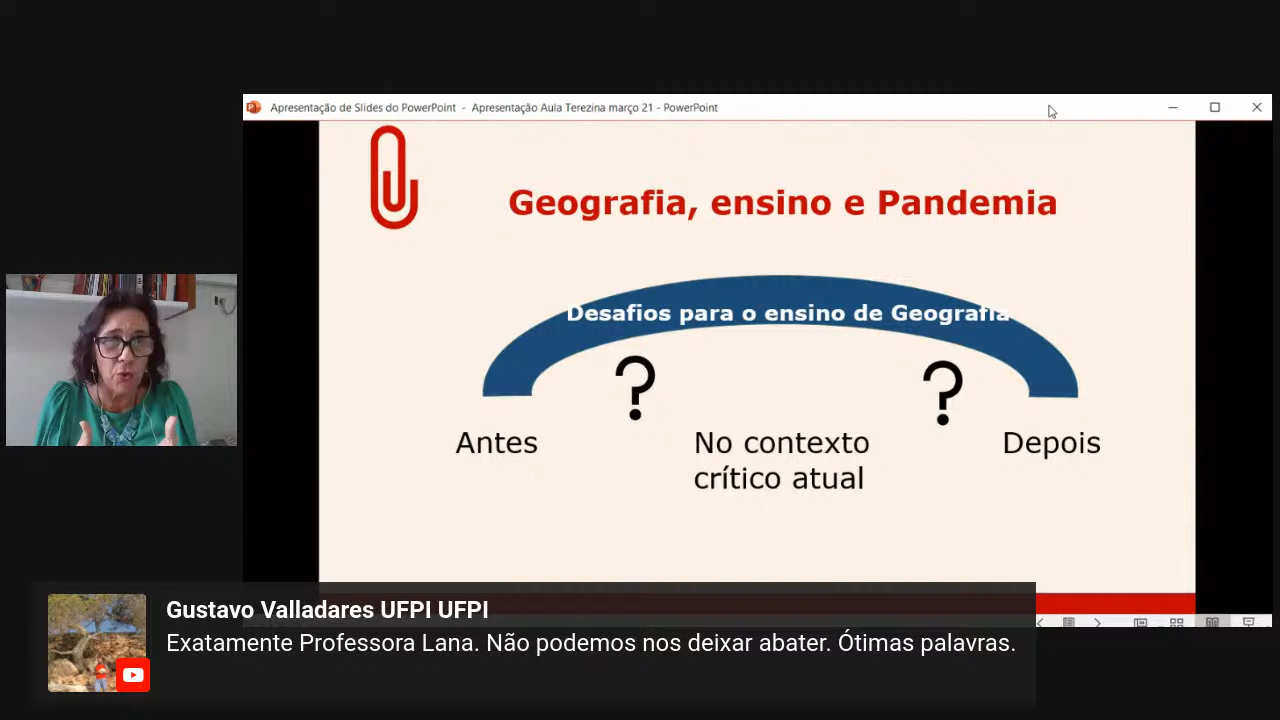 Apresentação de Slides do PowerPoint - Apresentação Aula Terezina março 21 - PowerPoint
Geografia, ensino e Pandemia
Desafios para o ensino de Geografia
? ?
Antes
No contexto
crítico atual
Depois
Gustavo Valladares UFPI UFPI
Exatamente Professora Lana. Não podemos nos deixar abater. Ótimas palavras.